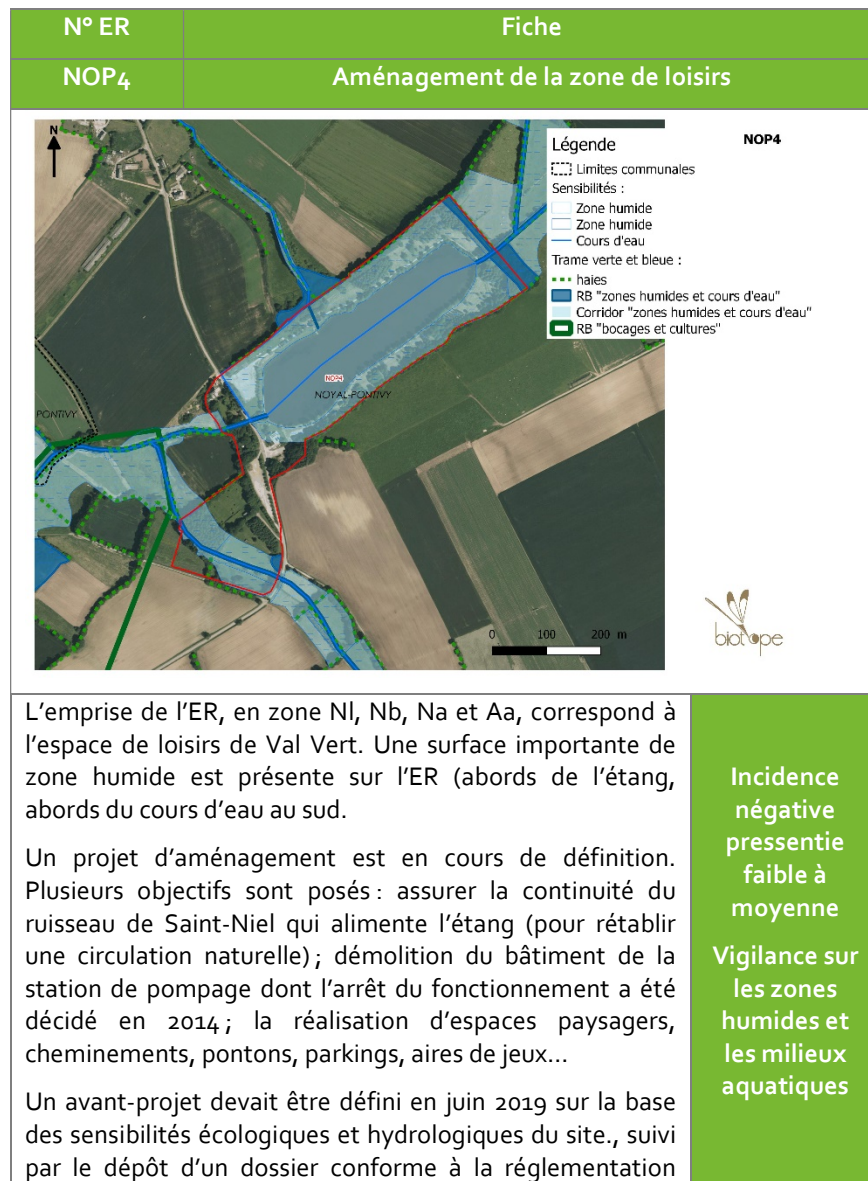 N° ER
Fiche
NOP4
Aménagement de la zone de loisirs
N
Légende
NOP4
Limites communales
Sensibilités :
Zone humide
Zone humide
Cours d'eau
Trame verte et bleue :
haies
RB "zones humides et cours d'eau"
Corridor "zones humides et cours d'eau"
RB "bocages et cultures"
NOP4
NOYAL-PONTIVY
PONTIVY
0 100 200 m
biotope
L'emprise de l'ER, en zone Nl, Nb, Na et Aa, correspond à
l'espace de loisirs de Val Vert. Une surface importante de
zone humide est présente sur l'ER (abords de l'étang,
abords du cours d'eau au sud.
Un projet d'aménagement est en cours de définition.
Plusieurs objectifs sont posés : assurer la continuité du
ruisseau de Saint-Niel qui alimente l'étang (pour rétablir
une circulation naturelle) ; démolition du bâtiment de la
station de pompage dont l'arrêt du fonctionnement a été
décidé en 2014 ; la réalisation d'espaces paysagers,
cheminements, pontons, parkings, aires de jeux...
Un avant-projet devait être défini en juin 2019 sur la base
des sensibilités écologiques et hydrologiques du site., suivi
par le dépôt d'un dossier conforme à la réglementation
Incidence
négative
pressentie
faible à
moyenne
Vigilance sur
les zones
humides et
les milieux
aquatiques